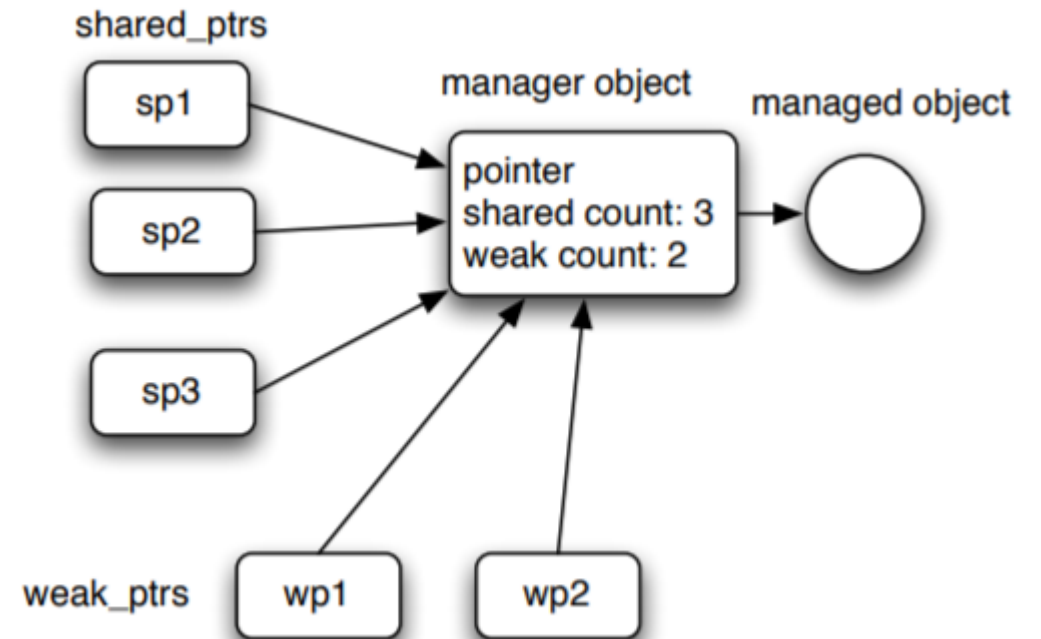 shared_ptrs
sp1
manager object
managed object
pointer
shared count: 3
weak count: 2
sp2
sp3
weak_ptrs
wp1
wp2